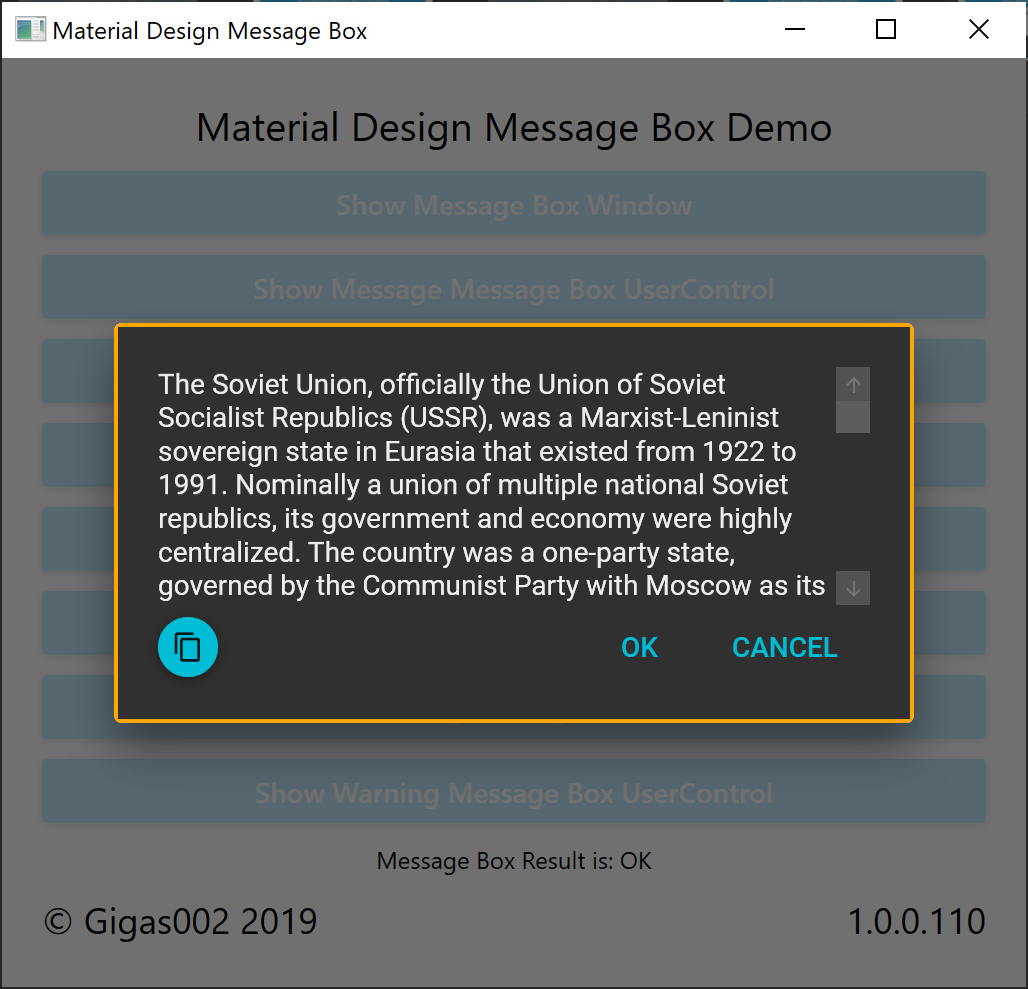 Material Design Message Box
Material Design Message Box Demo
Show Message Box Window
Show Message Message Box UserControl
The Soviet Union, officially the Union of Soviet
Socialist Republics (USSR), was a Marxist-Leninist
sovereign state in Eurasia that existed from 1922 to
1991. Nominally a union of multiple national Soviet
republics, its government and economy were highly
centralized. The country was a one-party state,
governed by the Communist Party with Moscow as its
OK CANCEL
Show Warning Message Box UserControl
Message Box Result is: OK
© Gigas002 2019 1.0.0.110